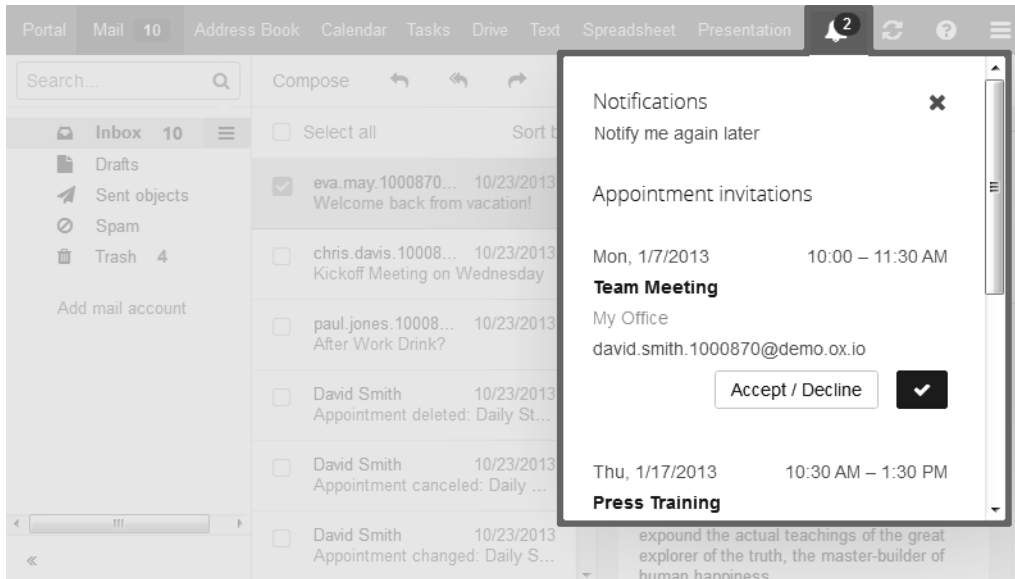 Portal Mail 10 Address Book Calendar Tasks Drive Text Spreadsheet Presentation 2
Search...
Inbox 10
Drafts
Sent objects
Spam
Trash 4
Add mail account
Compose
Select all Sort b
eva.may.1000870... 10/23/2013
Welcome back from vacation!
chris.davis.10008... 10/23/2013
Kickoff Meeting on Wednesday
paul.jones.10008... 10/23/2013
After Work Drink?
David Smith 10/23/2013
Appointment deleted: Daily St...
David Smith 10/23/2013
Appointment canceled: Daily ...
David Smith 10/23/2013
Appointment changed: Daily S...
Notifications
Notify me again later
Appointment invitations
Mon, 1/7/2013 10:00 – 11:30 AM
Team Meeting
My Office
david.smith.1000870@demo.ox.io
Accept / Decline
Thu, 1/17/2013 10:30 AM – 1:30 PM
Press Training
expound the actual teachings of the great
explorer of the truth, the master-builder of
human happiness